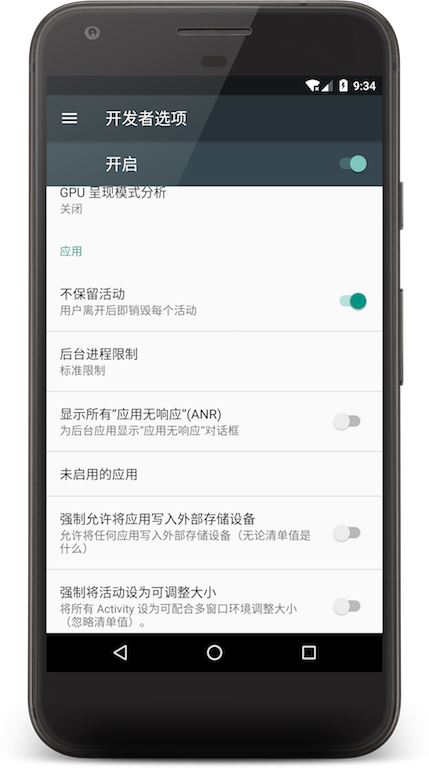 9:34
开发者选项
开启
GPU 呈现模式分析
关闭
应用
不保留活动
用户离开后即销毁每个活动
后台进程限制
标准限制
显示所有“应用无响应”(ANR)
为后台应用显示“应用无响应”对话框
未启用的应用
强制允许将应用写入外部存储设备
允许将任何应用写入外部存储设备（无论清单值是
什么）
强制将活动设为可调整大小
将所有 Activity 设为可配合多窗口环境调整大小
（忽略清单值）。